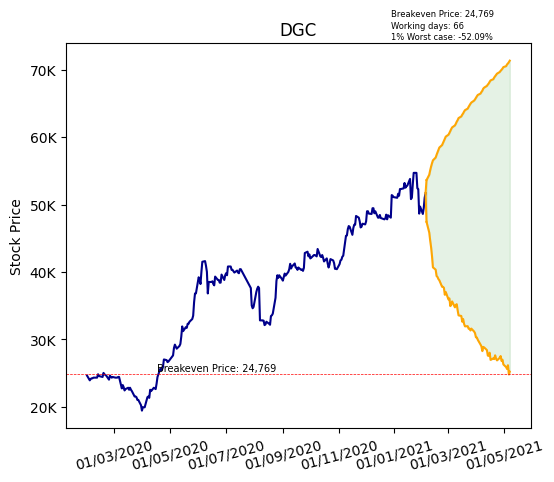 Breakeven Price: 24,769
Working days: 66
1% Worst case: -52.09%
DGC
Stock Price
70K
60K
50K
40K
30K
20K
Breakeven Price: 24,769
01/03/2020
01/05/2020
01/07/2020
01/09/2020
01/11/2020
01/01/2021
01/03/2021
01/05/2021